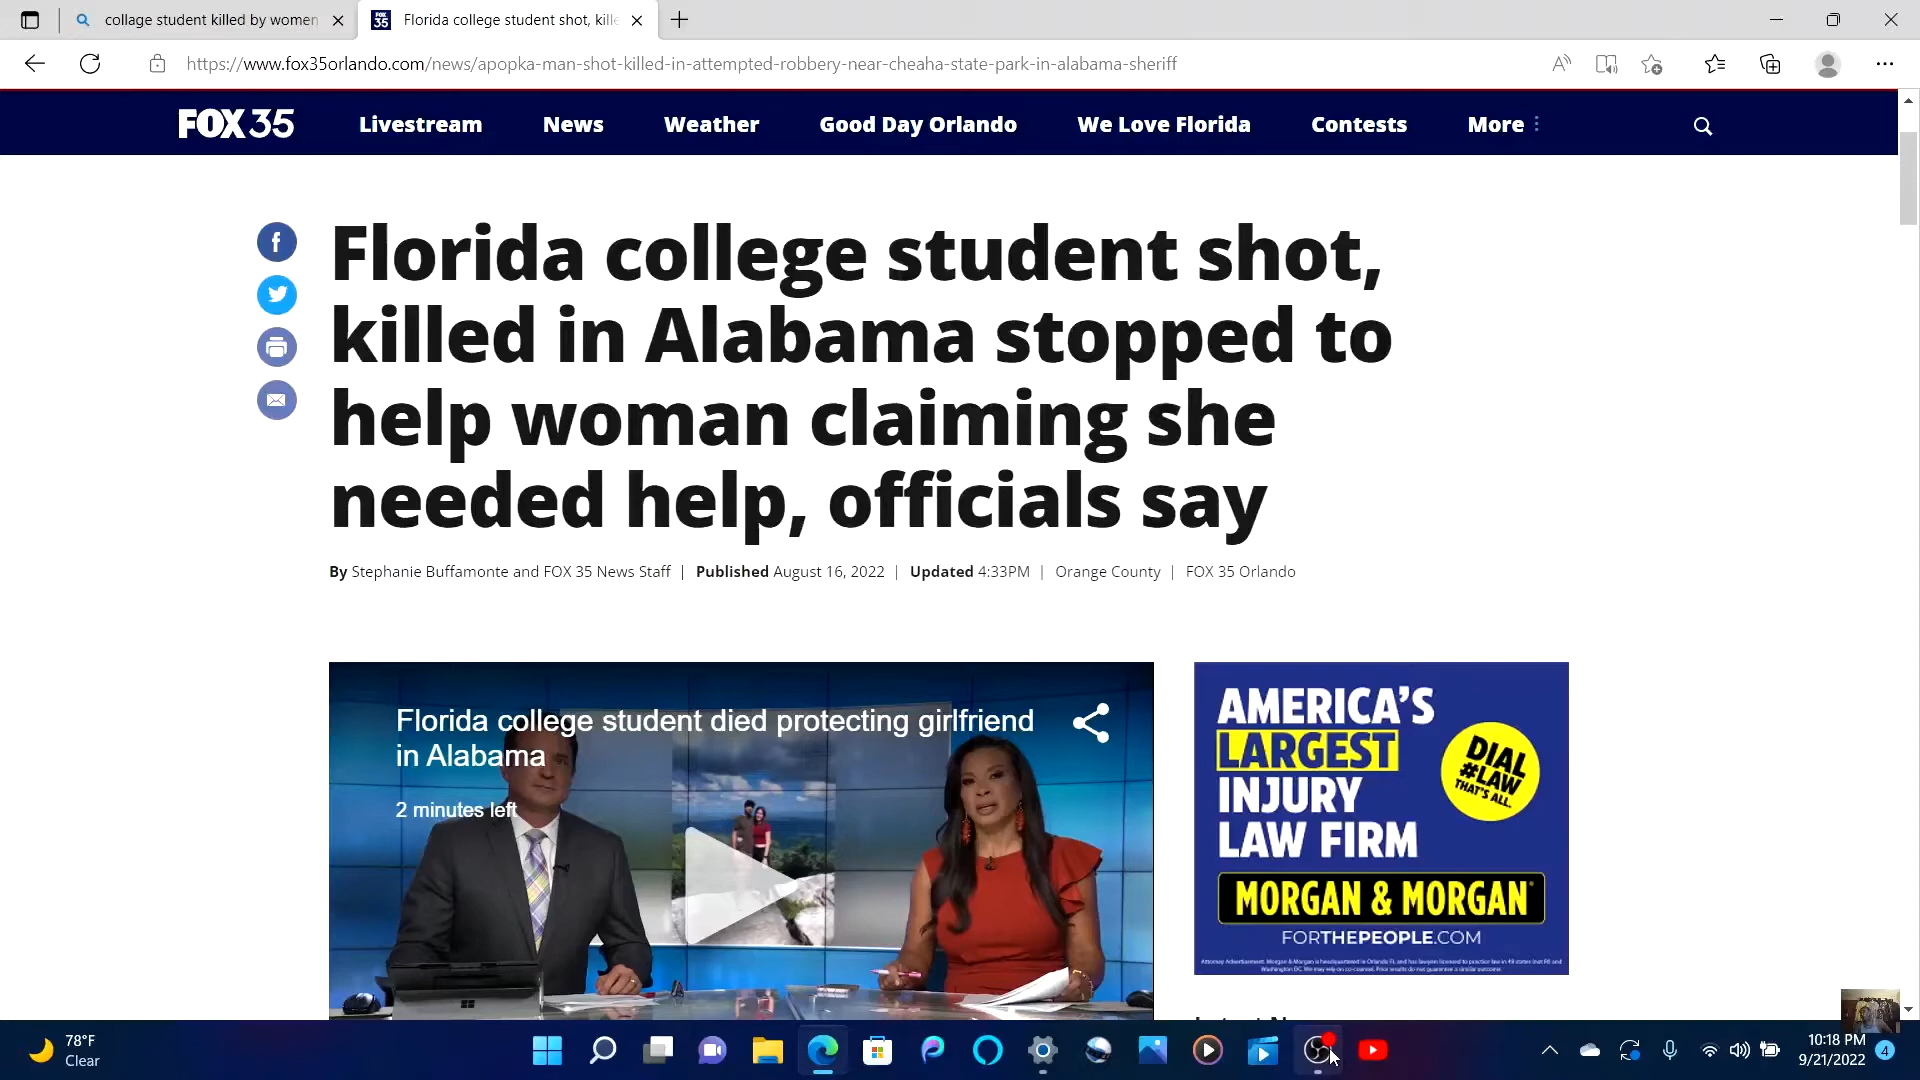 collage student killed by women
Florida college student shot, kille
https://www.fox35orlando.com/news/apopka-man-shot-killed-in-attempted-robbery-near-cheaha-state-park-in-alabama-sheriff
FOX 35
Livestream
News
Weather
Good Day Orlando
We Love Florida
Contests
More
Florida college student shot,
killed in Alabama stopped to
help woman claiming she
needed help, officials say
By Stephanie Buffamonte and FOX 35 News Staff | Published August 16, 2022 | Updated 4:33PM | Orange County | FOX 35 Orlando
Florida college student died protecting girlfriend
in Alabama
2 minutes left
AMERICA'S
LARGEST
INJURY
LAW FIRM
DIAL
#LAW
THAT'S ALL.
MORGAN & MORGAN
FORTHEPEOPLE.COM
78°F
Clear
10:18 PM
9/21/2022
4